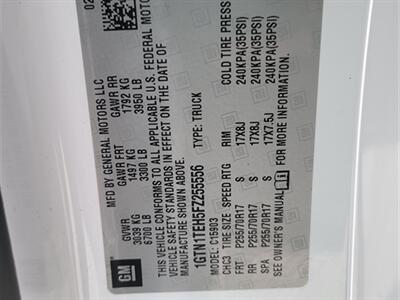 02
MFD BY GENERAL MOTORS LLC
GVWR GAWR FRT GAWR RR
3039 KG 1497 KG 1792 KG
6700 LB 3300 LB 3950 LB
GM
THIS VEHICLE CONFORMS TO ALL APPLICABLE U.S. FEDERAL MOTOR
VEHICLE SAFETY STANDARDS IN EFFECT ON THE DATE OF
MANUFACTURE SHOWN ABOVE.
1GTN1TEH5FZ255556 TYPE: TRUCK
C15903
CHC3 TIRE SIZE SPEED RTG RIM COLD TIRE PRESSURE
FRT P255/70R17 S 17X8J 240KPA(35PSI)
RR P255/70R17 S 17X8J 240KPA(35PSI)
SPA P255/70R17 S 17X7.5J 240KPA(35PSI)
SEE OWNER'S MANUAL FOR MORE INFORMATION.